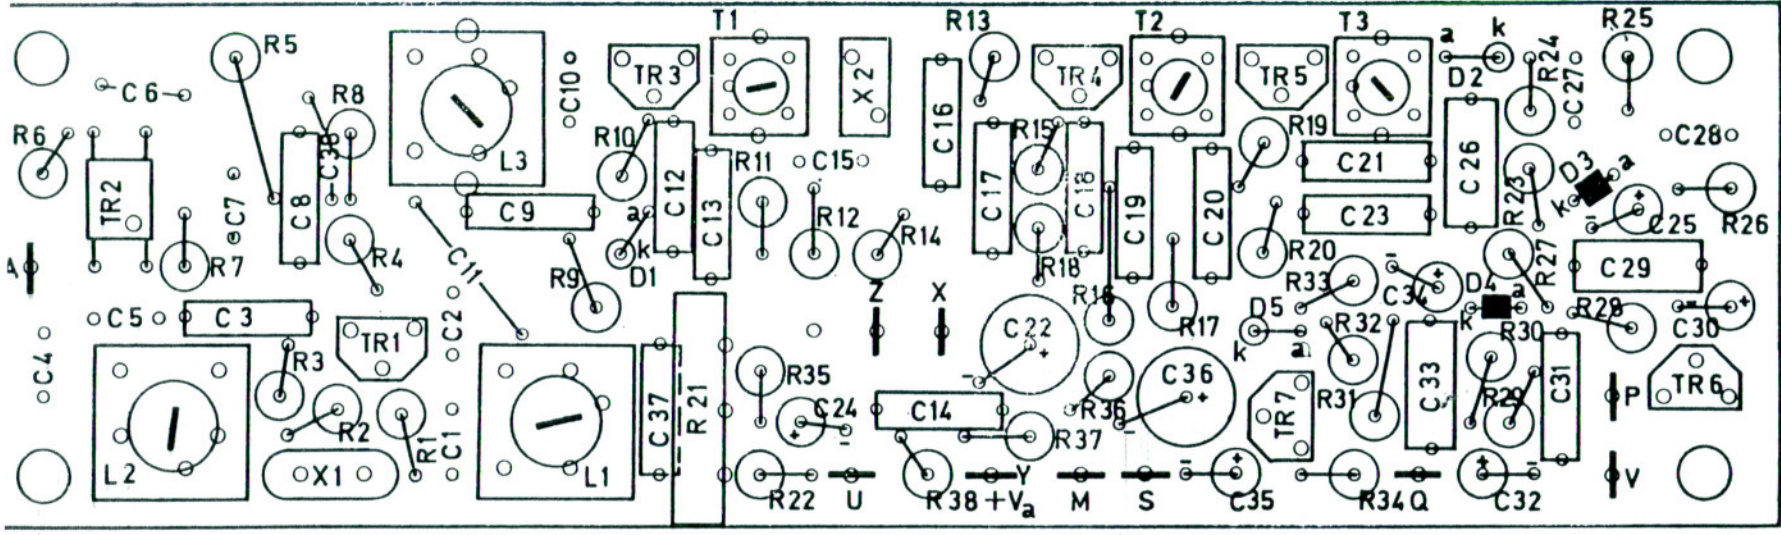 T1
R13
T2
T3
k
R25
a
R5
R24
C10
TR3
X2
TR4
TR5
D2
C27
C6
R8
C16
R6
C38
R10
R15
R19
C28
L3
R11
C15
C21
C26
D3
a
TR2
C7
C8
C9
a
C12
C13
C17
C18
C19
C20
C23
R23
k
-
+
C25
R26
R12
R14
R4
k
D1
R20
A
R7
C11
R9
R18
R33
-
+
C34
D4
a
R27
C29
Z
X
R16
C5
C3
C2
R17
D5
k
R28
-
+
C30
TR1
C22
+
-
k
a
R32
R30
C4
R3
R35
C36
+
-
C33
C31
TR6
C37
R21
R36
R31
R29
P
C24
+
-
C14
TR7
R2
R1
C1
R37
L2
X1
L1
Y
-
+
+
-
V
R22
U
R38
+Va
M
S
C35
R34
Q
C32